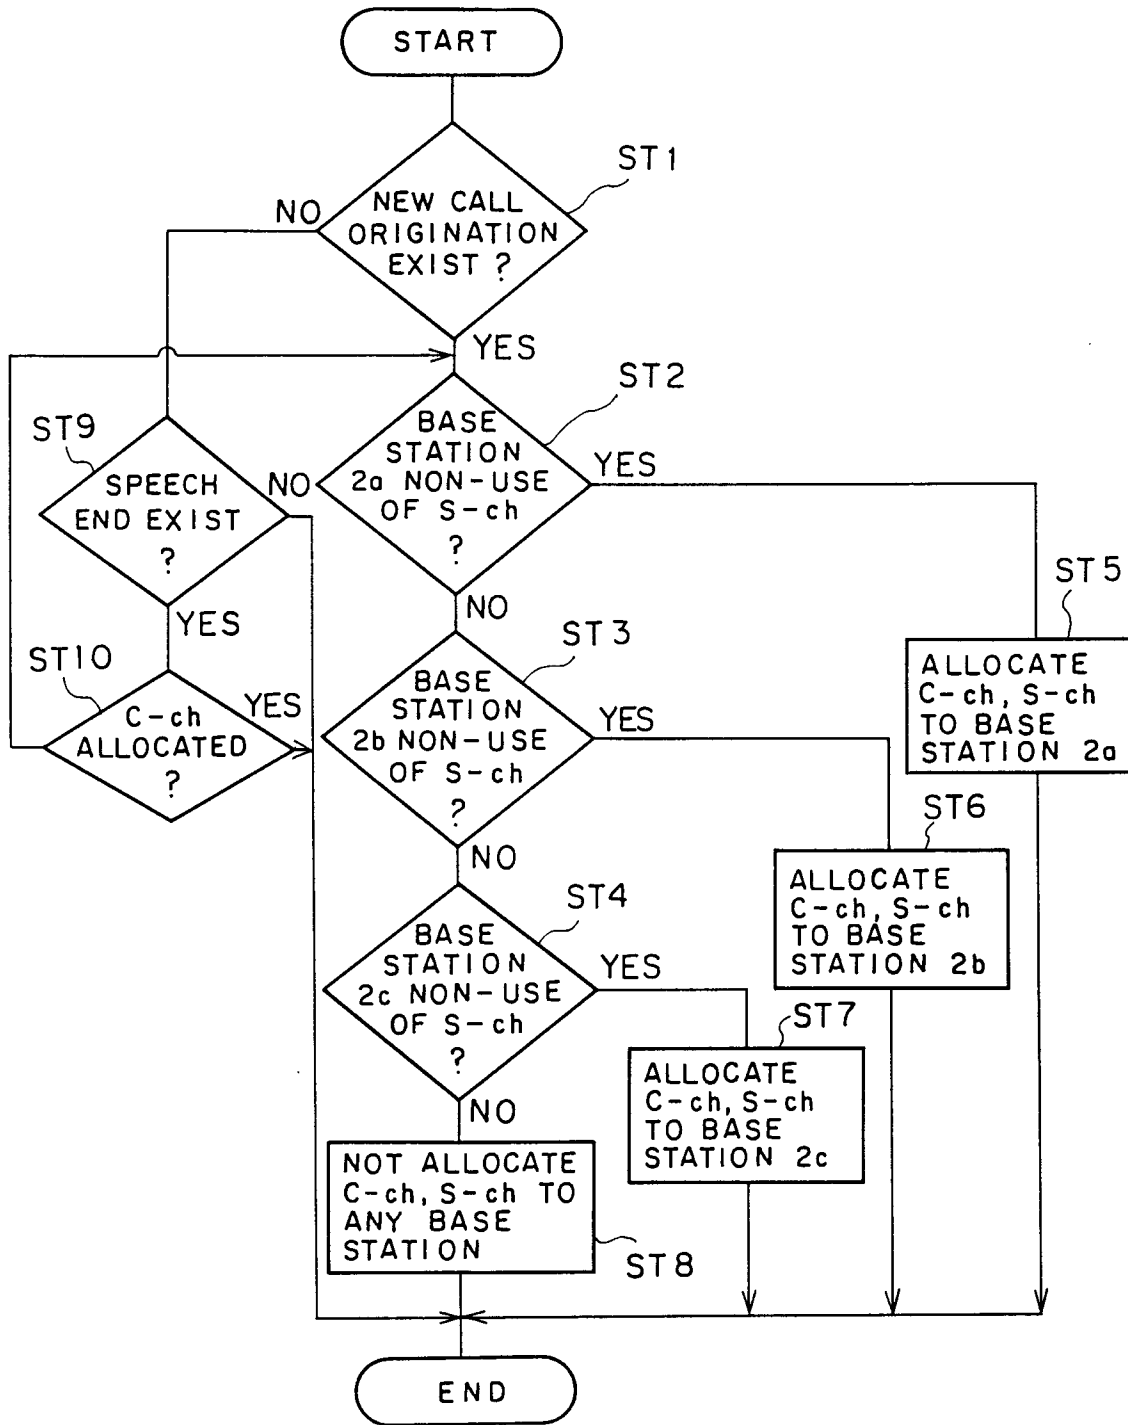 START
ST1
NO
NEW CALL
ORIGINATION
EXIST ?
YES
ST2
BASE
STATION
2a NON-USE
OF S-ch
?
YES
ST9
SPEECH
END EXIST
?
NO
NO
YES
ST5
ALLOCATE
C-ch, S-ch
TO BASE
STATION 2a
ST3
BASE
STATION
2b NON-USE
OF S-ch
?
YES
ST10
C-ch
ALLOCATED
?
YES
NO
ST6
ALLOCATE
C-ch, S-ch
TO BASE
STATION 2b
ST4
BASE
STATION
2c NON-USE
OF S-ch
?
YES
ST7
ALLOCATE
C-ch, S-ch
TO BASE
STATION 2c
NO
NOT ALLOCATE
C-ch, S-ch TO
ANY BASE
STATION
ST8
END